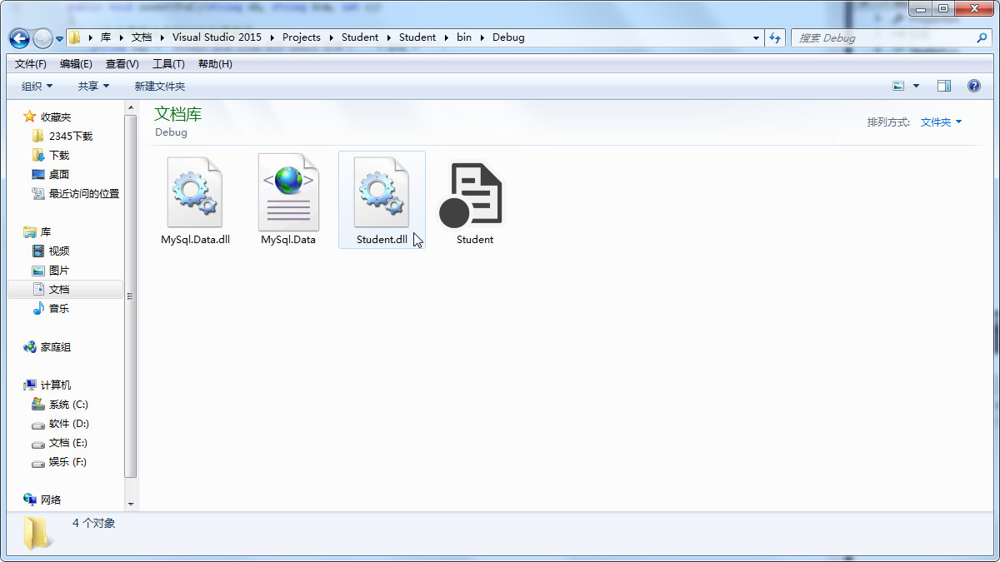 库 文档 Visual Studio 2015 Projects Student Student bin Debug
搜索 Debug
文件(F) 编辑(E) 查看(V) 工具(T) 帮助(H)
组织 共享 新建文件夹
收藏夹
2345下载
下载
桌面
最近访问的位置
库
视频
图片
文档
音乐
家庭组
计算机
系统 (C:)
软件 (D:)
文档 (E:)
娱乐 (F:)
网络
文档库
Debug
排列方式: 文件夹
MySql.Data.dll
MySql.Data
Student.dll
Student
4 个对象